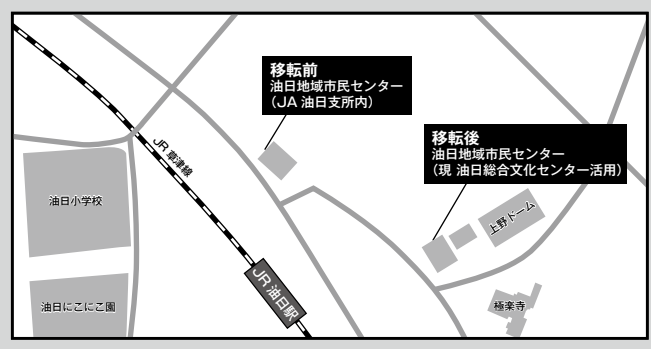 移転前
油日地域市民センター
（JA 油日支所内）
移転後
油日地域市民センター
（現 油日総合文化センター活用）
JR 草津線
油日小学校
上野ドーム
JR 油日駅
油日にこにこ園
極楽寺